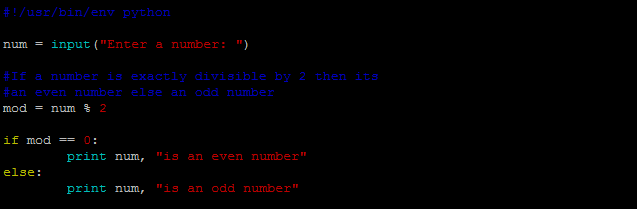 #!/usr/bin/env python
num = input("Enter a number: ")
#If a number is exactly divisible by 2 then its
#an even number else an odd number
mod = num % 2
if mod == 0:
print num, "is an even number"
else:
print num, "is an odd number"